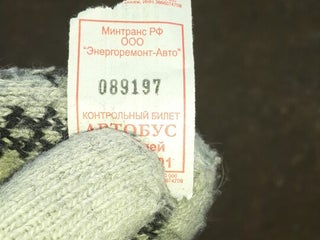 Минтранс РФ
ООО
"Энергоремонт-Авто"
089197
КОНТРОЛЬНЫЙ БИЛЕТ
АВТОБУС